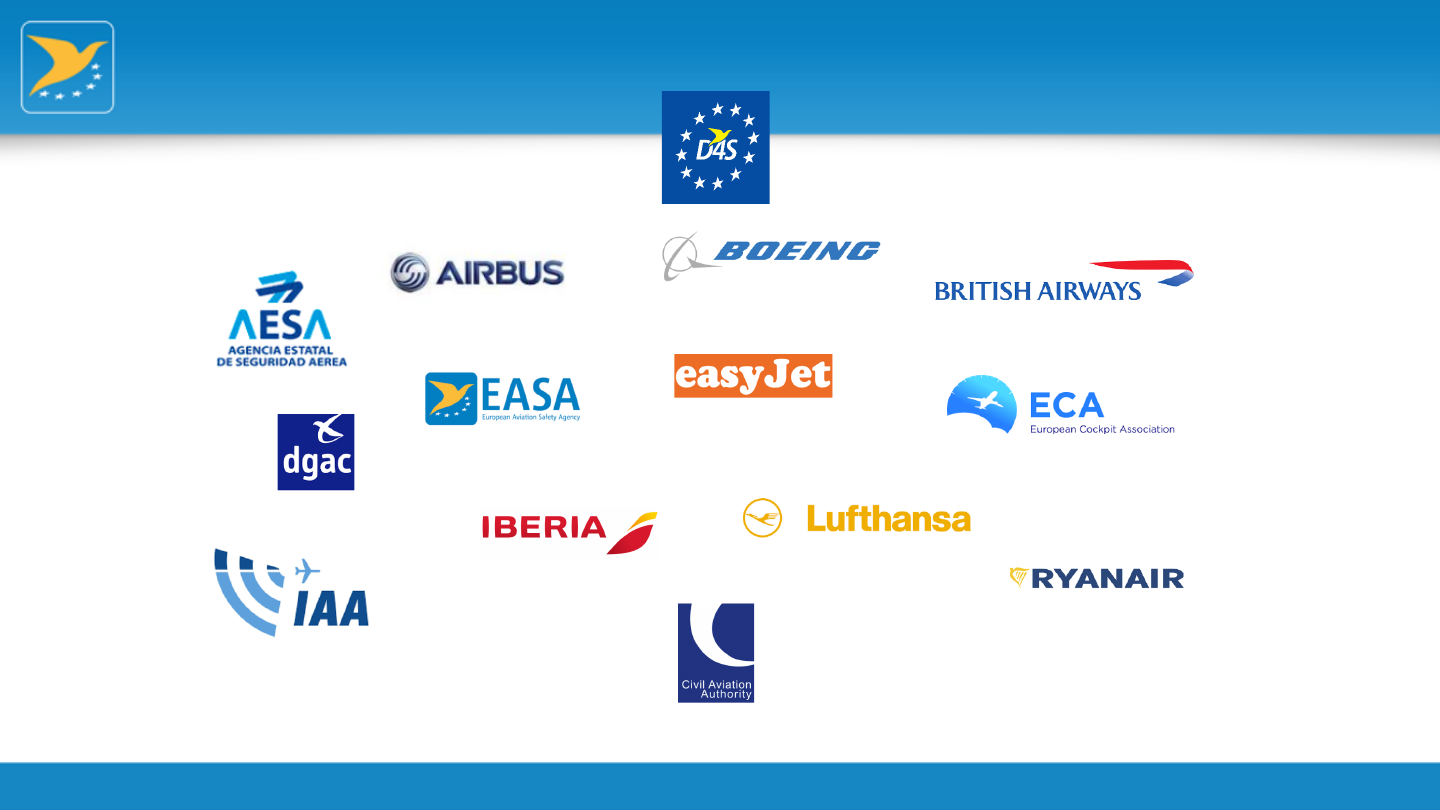 D4S
AIRBUS
BOEING
BRITISH AIRWAYS
AESA
AGENCIA ESTATAL
DE SEGURIDAD AEREA
EASA
European Aviation Safety Agency
easyJet
ECA
European Cockpit Association
dgac
IBERIA
Lufthansa
RYANAIR
IAA
Civil Aviation
Authority